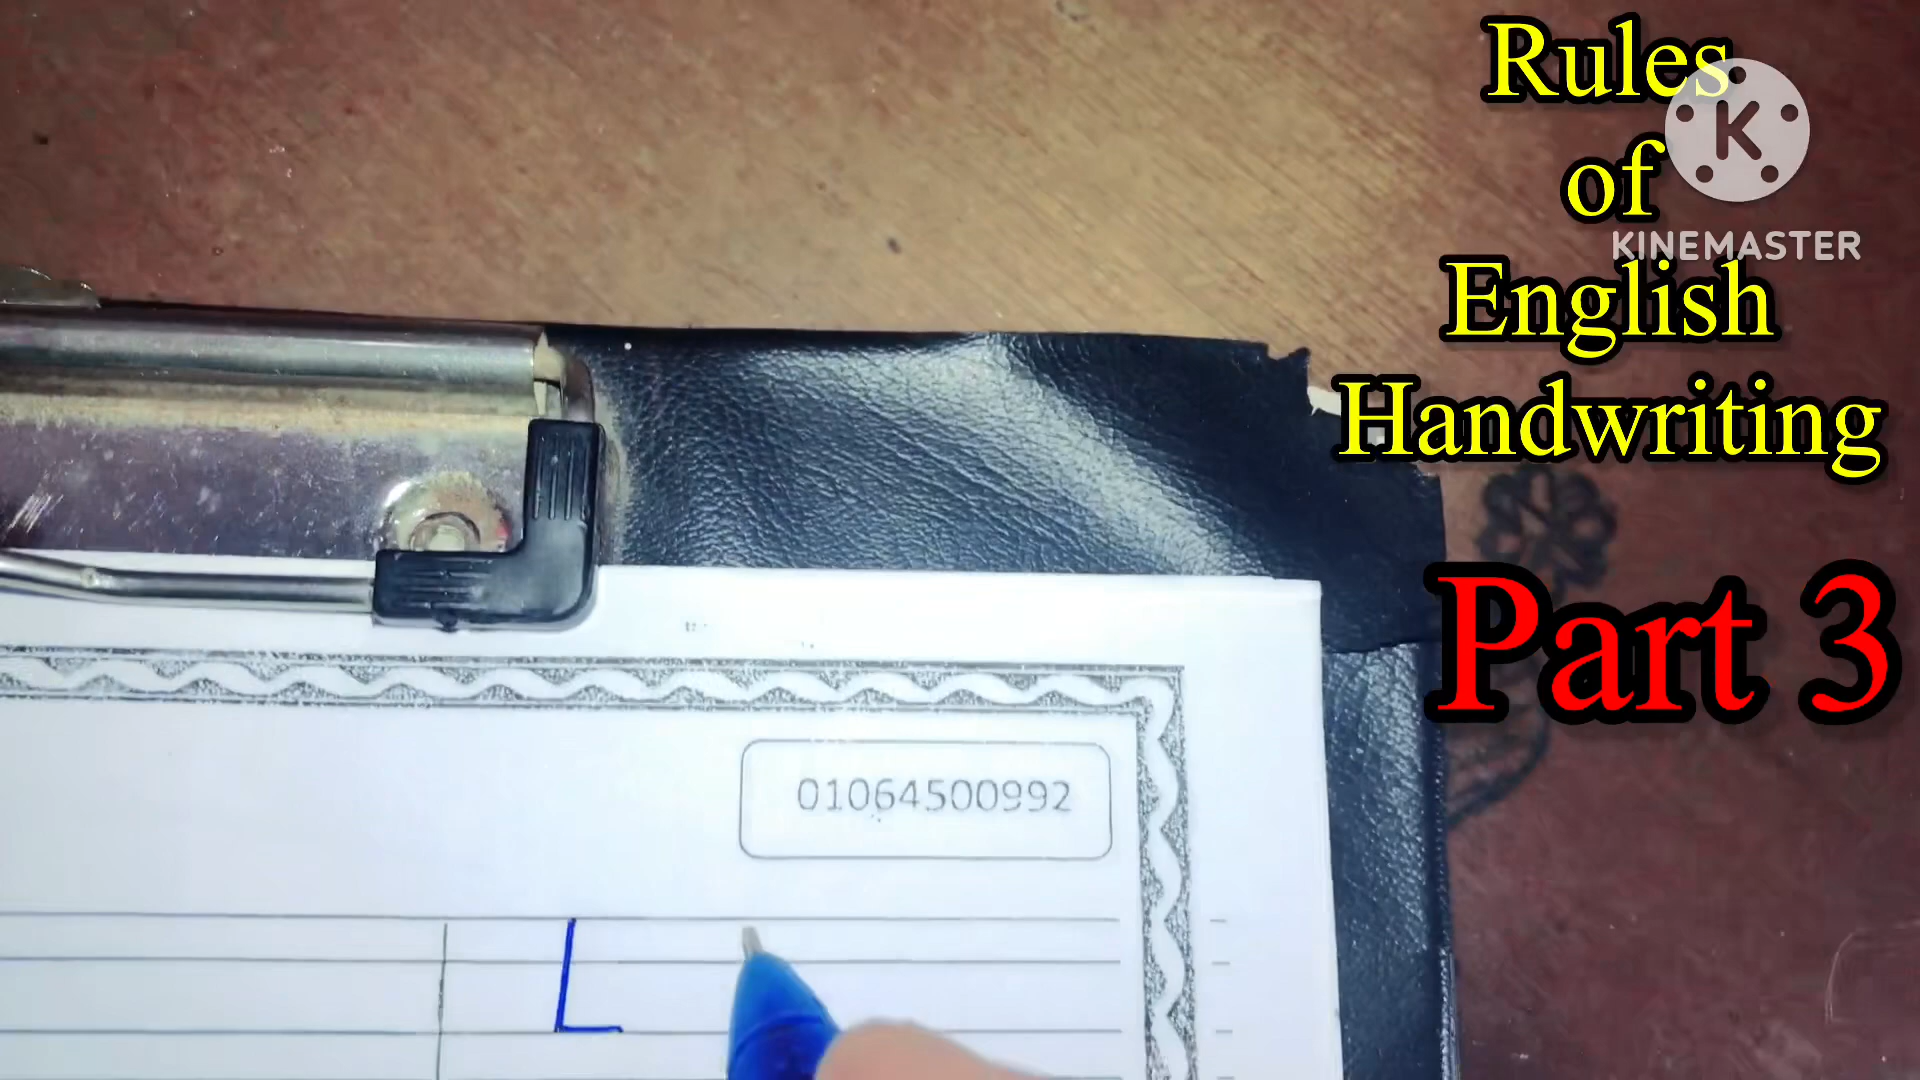 Rules
of
English
Handwriting
Part 3
K
KINEMASTER
01064500992
L